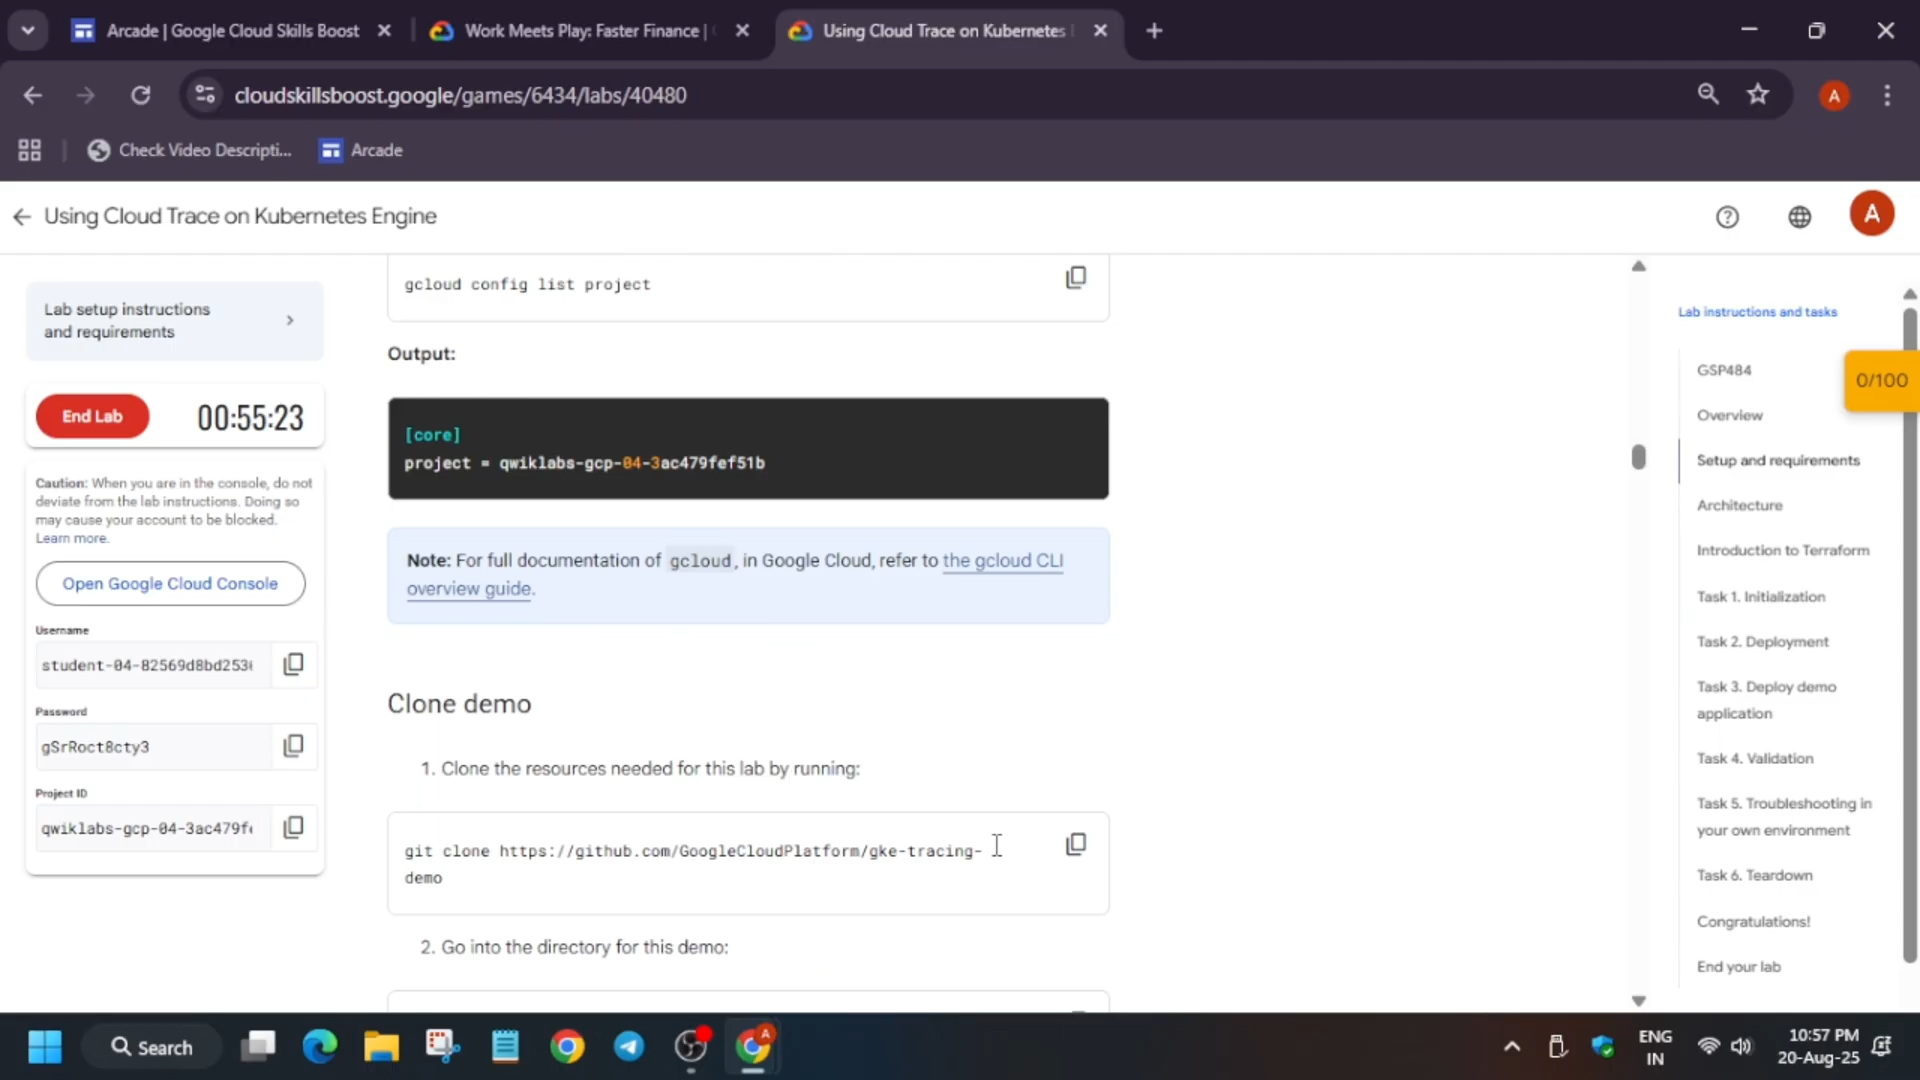 Arcade | Google Cloud Skills Boost
Work Meets Play: Faster Finance |
Using Cloud Trace on Kubernetes
cloudskillsboost.google/games/6434/labs/40480
A
Check Video Descripti...
Arcade
Using Cloud Trace on Kubernetes Engine
A
Lab setup instructions
and requirements
End Lab
00:55:23
Caution: When you are in the console, do not
deviate from the lab instructions. Doing so
may cause your account to be blocked.
Learn more.
Open Google Cloud Console
Username
student-04-82569d8bd253
Password
gSrRoct8cty3
Project ID
qwiklabs-gcp-04-3ac479f
gcloud config list project
Output:
[core]
project = qwiklabs-gcp-04-3ac479fef51b
Note: For full documentation of gcloud, in Google Cloud, refer to the gcloud CLI
overview guide.
Clone demo
1. Clone the resources needed for this lab by running:
git clone https://github.com/GoogleCloudPlatform/gke-tracing-
demo
2. Go into the directory for this demo:
Lab instructions and tasks
GSP484
0/100
Overview
Setup and requirements
Architecture
Introduction to Terraform
Task 1. Initialization
Task 2. Deployment
Task 3. Deploy demo
application
Task 4. Validation
Task 5. Troubleshooting in
your own environment
Task 6. Teardown
Congratulations!
End your lab
Search
A
ENG
IN
10:57 PM
20-Aug-25